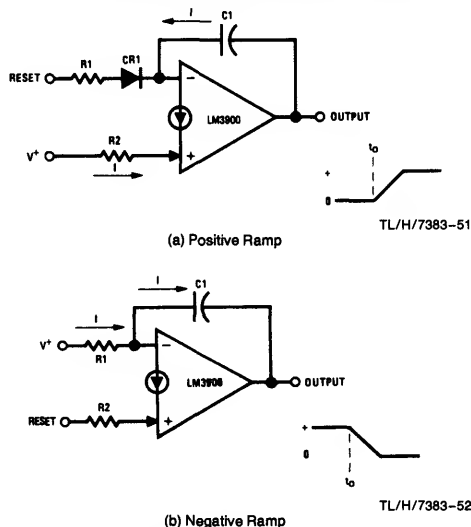 I
C1
R1
CR1
RESET
−
LM3900
OUTPUT
V+
R2
+
I
t₀
+
0
TL/H/7383–51
(a) Positive Ramp
I
C1
I
V+
R1
−
LM3900
OUTPUT
RESET
R2
+
+
0
t₀
TL/H/7383–52
(b) Negative Ramp